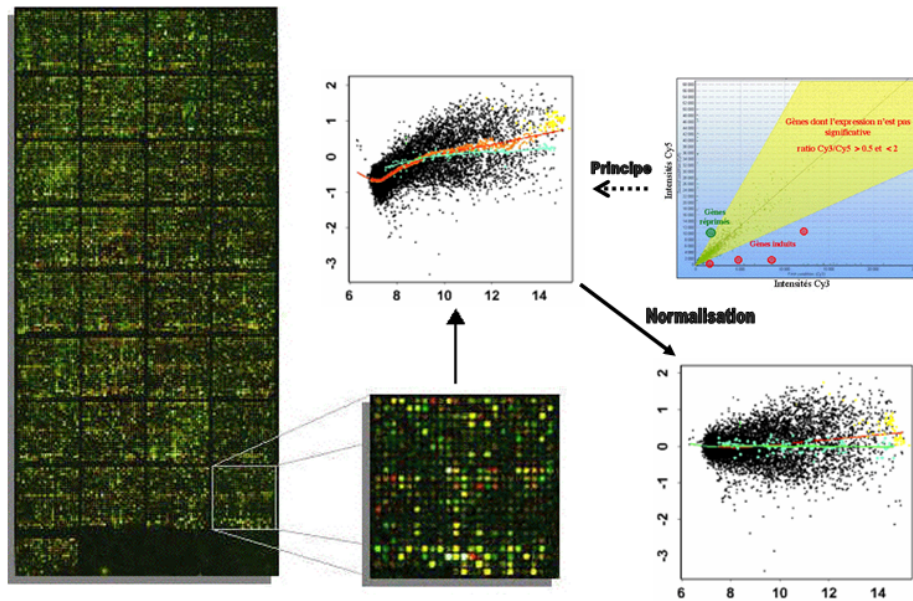 2
1
0
-1
-2
-3
6 8 10 12 14
Principe
Intensités Cy5
Gènes dont l'expression n'est pas
significative
ratio Cy3/Cy5 > 0.5 et < 2
Gènes
réprimés
Gènes induits
Intensités Cy3
Normalisation
2
1
0
-1
-2
-3
6 8 10 12 14